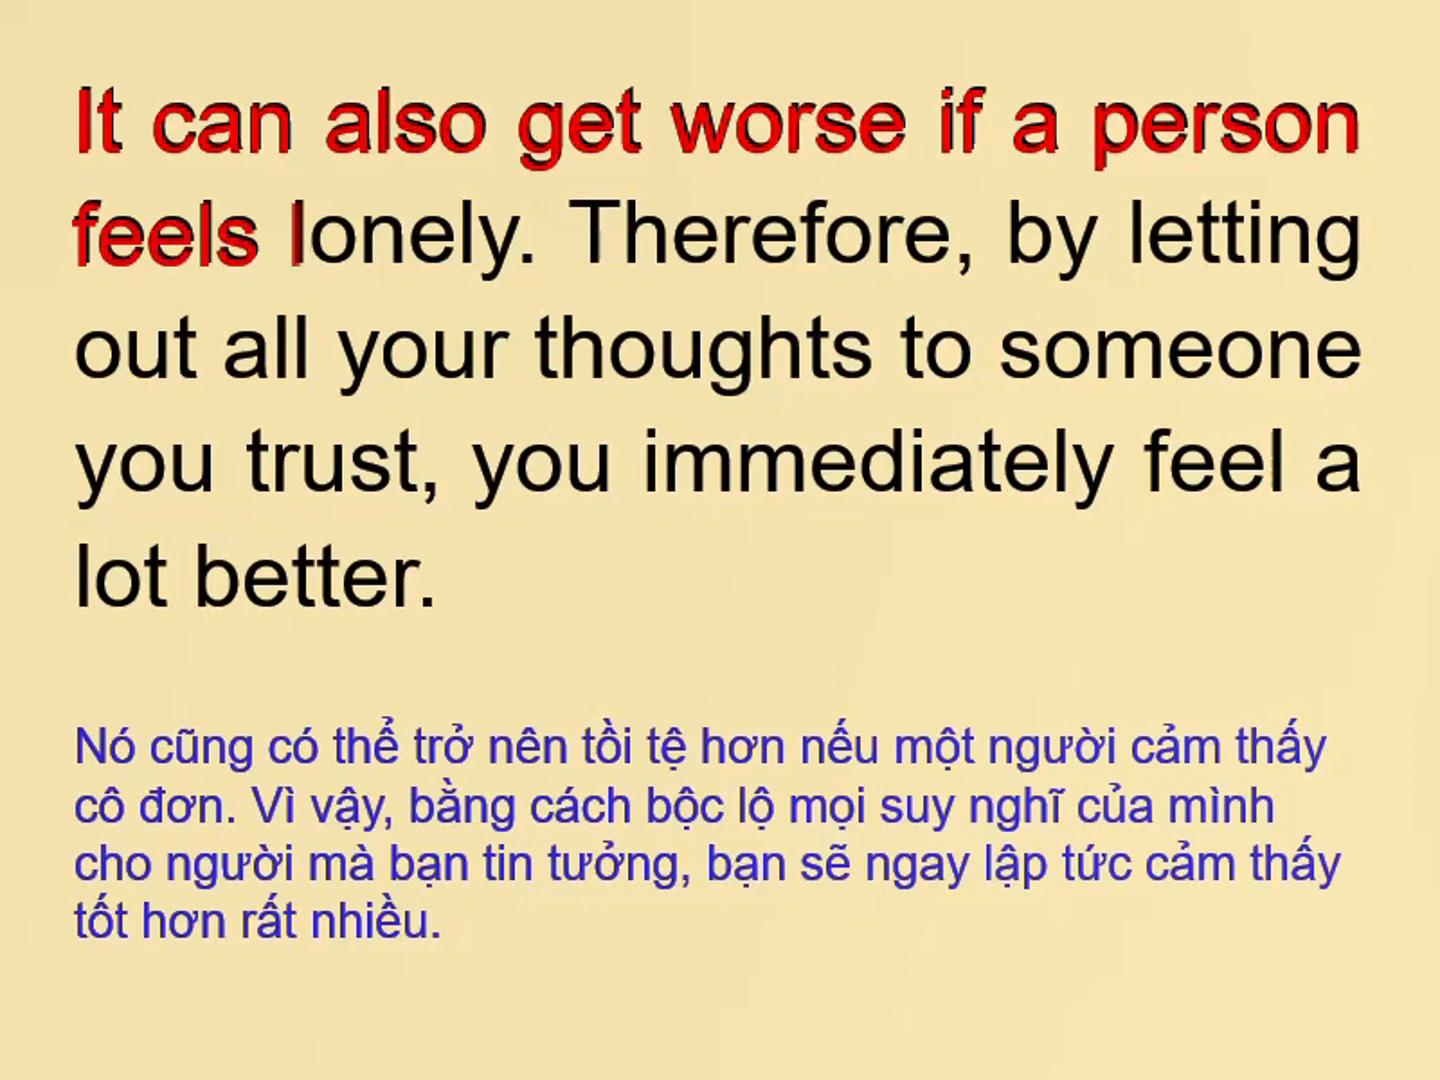 It can also get worse if a person
feels lonely. Therefore, by letting
out all your thoughts to someone
you trust, you immediately feel a
lot better.
Nó cũng có thể trở nên tồi tệ hơn nếu một người cảm thấy
cô đơn. Vì vậy, bằng cách bộc lộ mọi suy nghĩ của mình
cho người mà bạn tin tưởng, bạn sẽ ngay lập tức cảm thấy
tốt hơn rất nhiều.